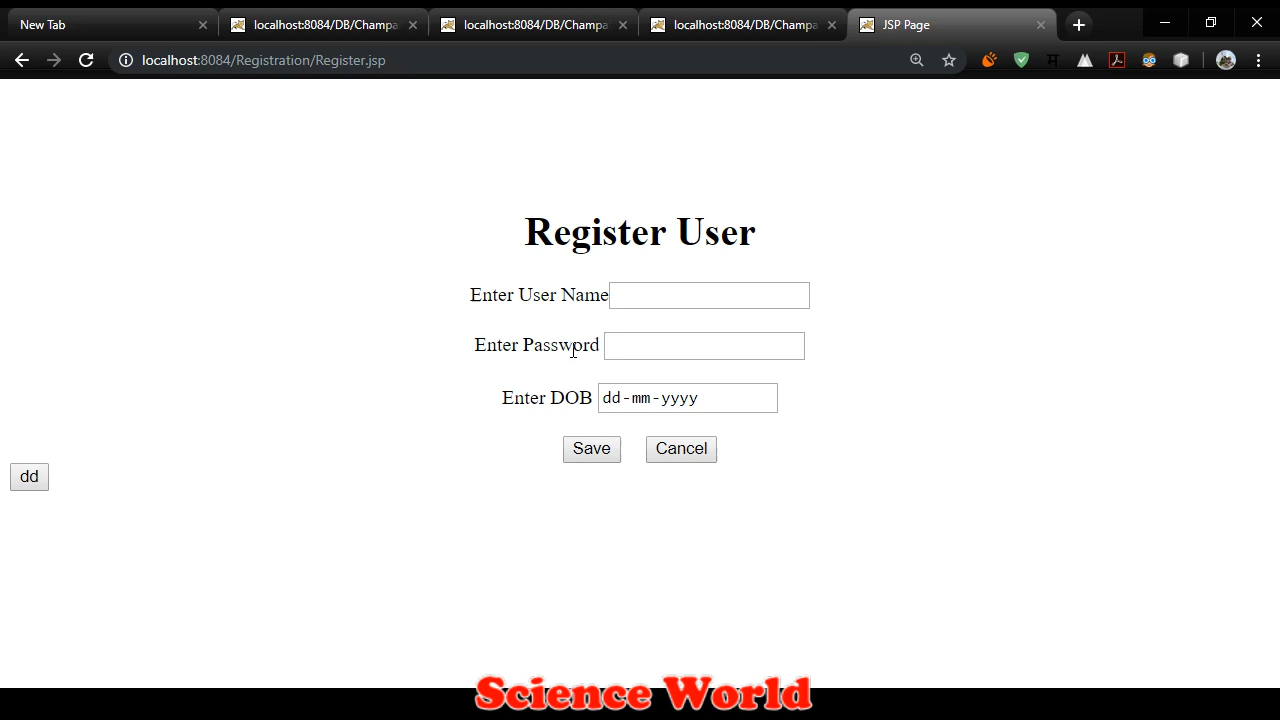 New Tab
localhost:8084/DB/Champa
localhost:8084/DB/Champa
localhost:8084/DB/Champa
JSP Page
localhost:8084/Registration/Register.jsp
Register User
Enter User Name
Enter Password
Enter DOB dd-mm-yyyy
Save Cancel
dd
Science World